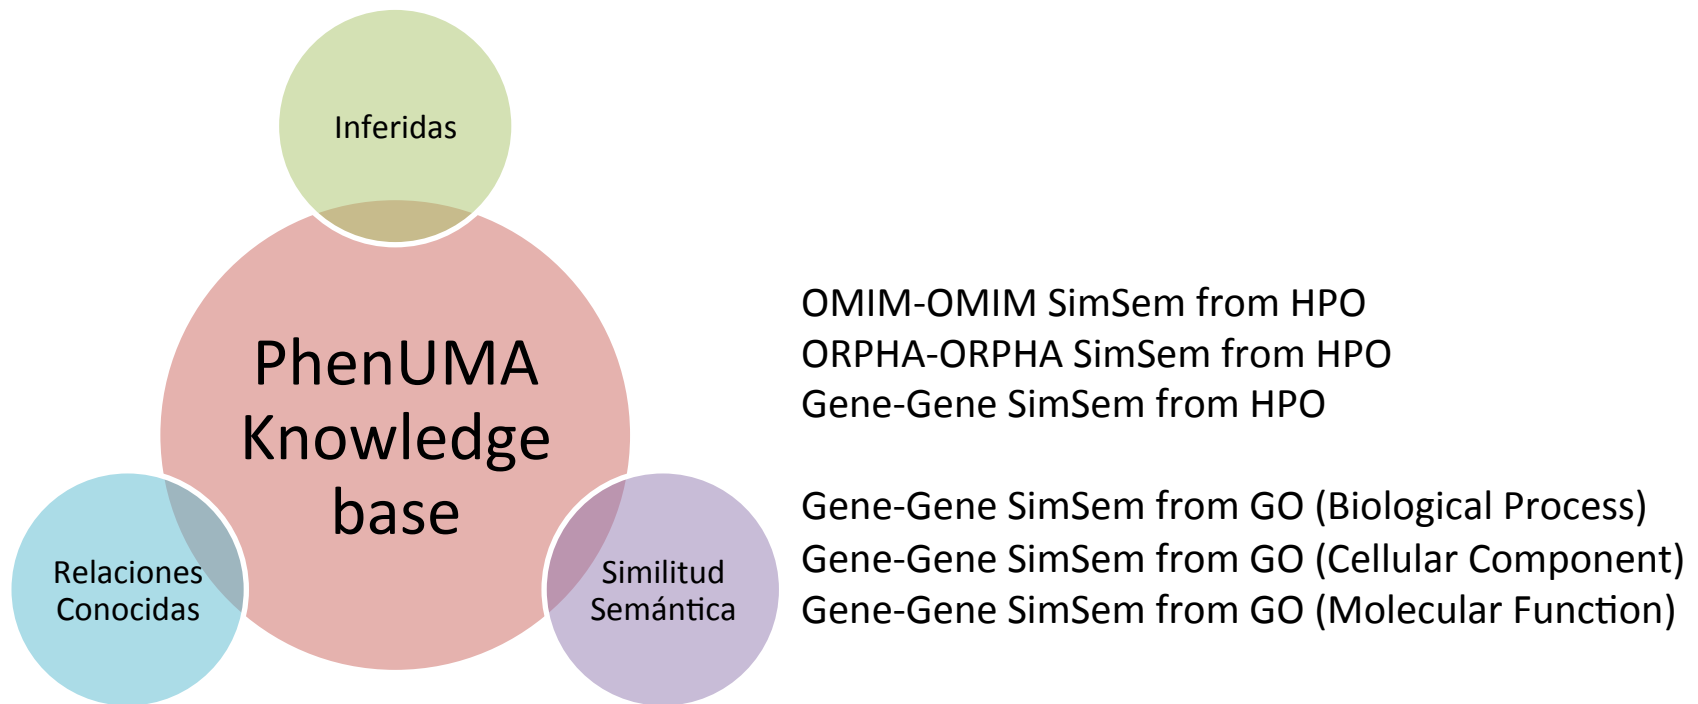 Inferidas
PhenUMA
Knowledge
base
Relaciones
Conocidas
Similitud
Semántica
OMIM-OMIM SimSem from HPO
ORPHA-ORPHA SimSem from HPO
Gene-Gene SimSem from HPO
Gene-Gene SimSem from GO (Biological Process)
Gene-Gene SimSem from GO (Cellular Component)
Gene-Gene SimSem from GO (Molecular Function)